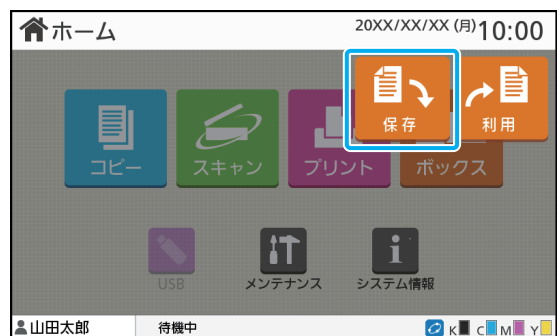 ホーム
20XX/XX/XX (月)10:00
保存
利用
コピー
スキャン
プリント
ボックス
USB
メンテナンス
システム情報
山田太郎
待機中
K C M Y